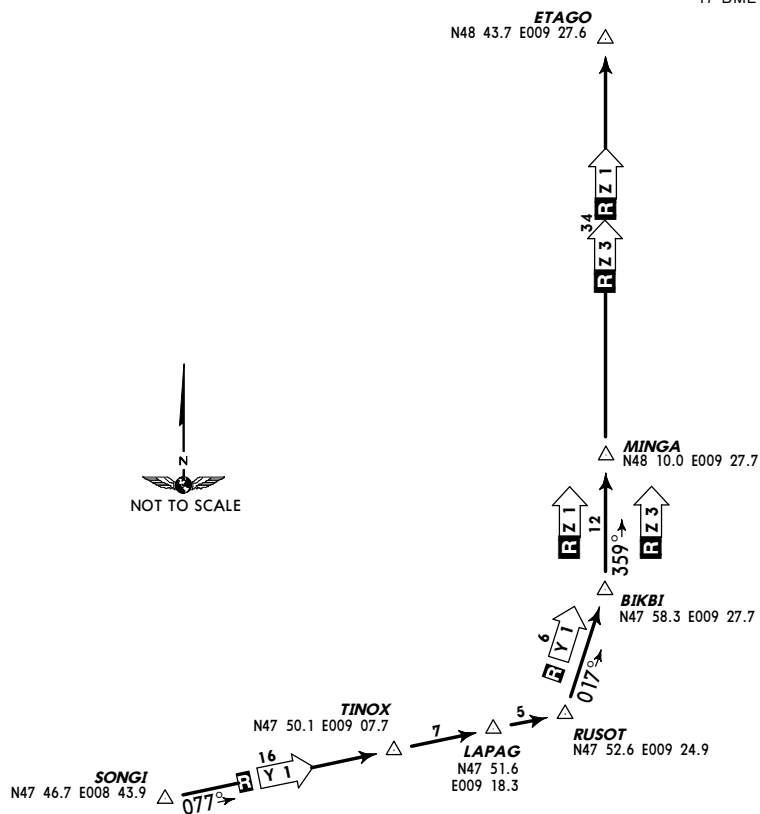 17 DME
ETAGO
N48 43.7 E009 27.6
R Z 1
34
R Z 3
MINGA
N48 10.0 E009 27.7
N
NOT TO SCALE
R Z 1
12
359°
R Z 3
BIKBI
N47 58.3 E009 27.7
6
R Y 1
017°
TINOX
N47 50.1 E009 07.7
7
5
LAPAG
N47 51.6
E009 18.3
RUSOT
N47 52.6 E009 24.9
16
R Y 1
SONGI
N47 46.7 E008 43.9
077°